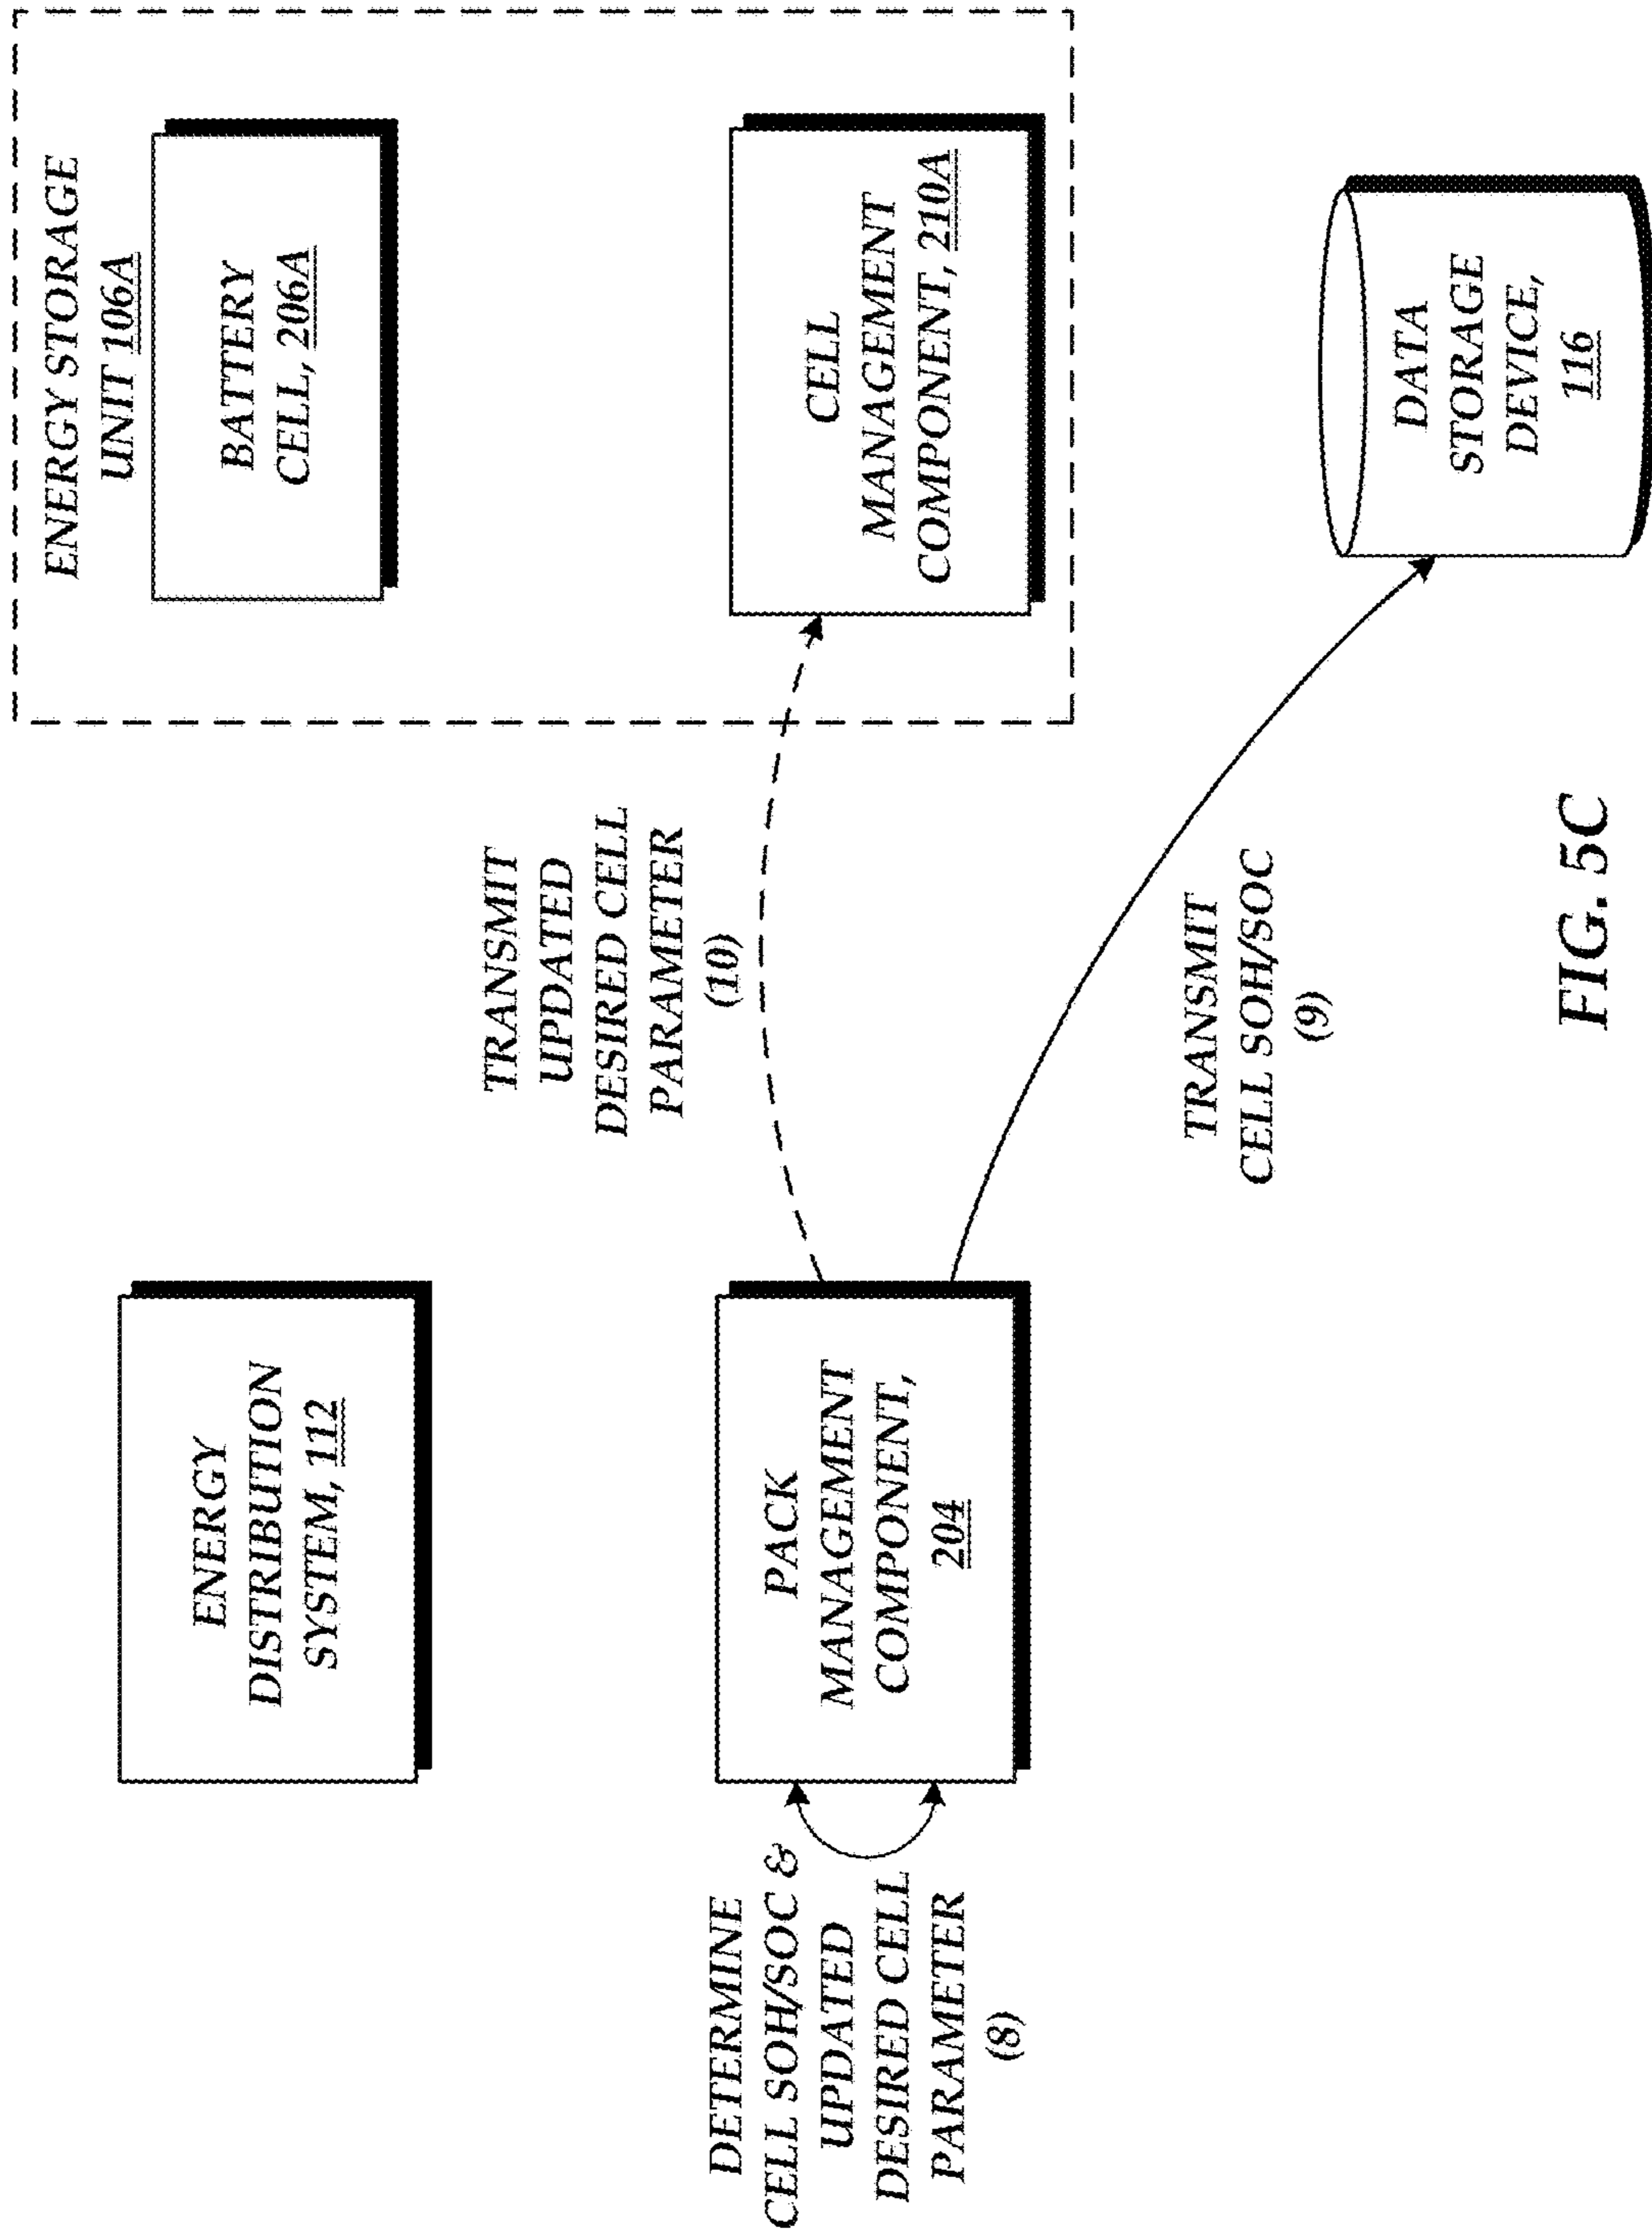 ENERGY
DISTRIBUTION
SYSTEM, 112
ENERGY STORAGE
UNIT 106A
BATTERY
CELL, 206A
TRANSMIT
UPDATED
DESIRED CELL
PARAMETER
(10)
DETERMINE
CELL SOH/SOC &
UPDATED
DESIRED CELL
PARAMETER
(8)
PACK
MANAGEMENT
COMPONENT,
204
CELL
MANAGEMENT
COMPONENT, 210A
TRANSMIT
CELL SOH/SOC
(9)
DATA
STORAGE
DEVICE,
116
FIG. 5C